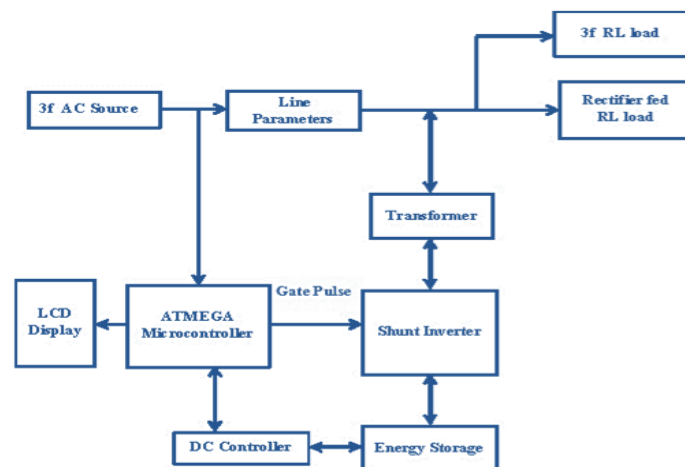 3f RL load
3f AC Source
Line
Parameters
Rectifier fed
RL load
Transformer
Gate Pulse
LCD
Display
ATMEGA
Microcontroller
Shunt Inverter
DC Controller
Energy Storage